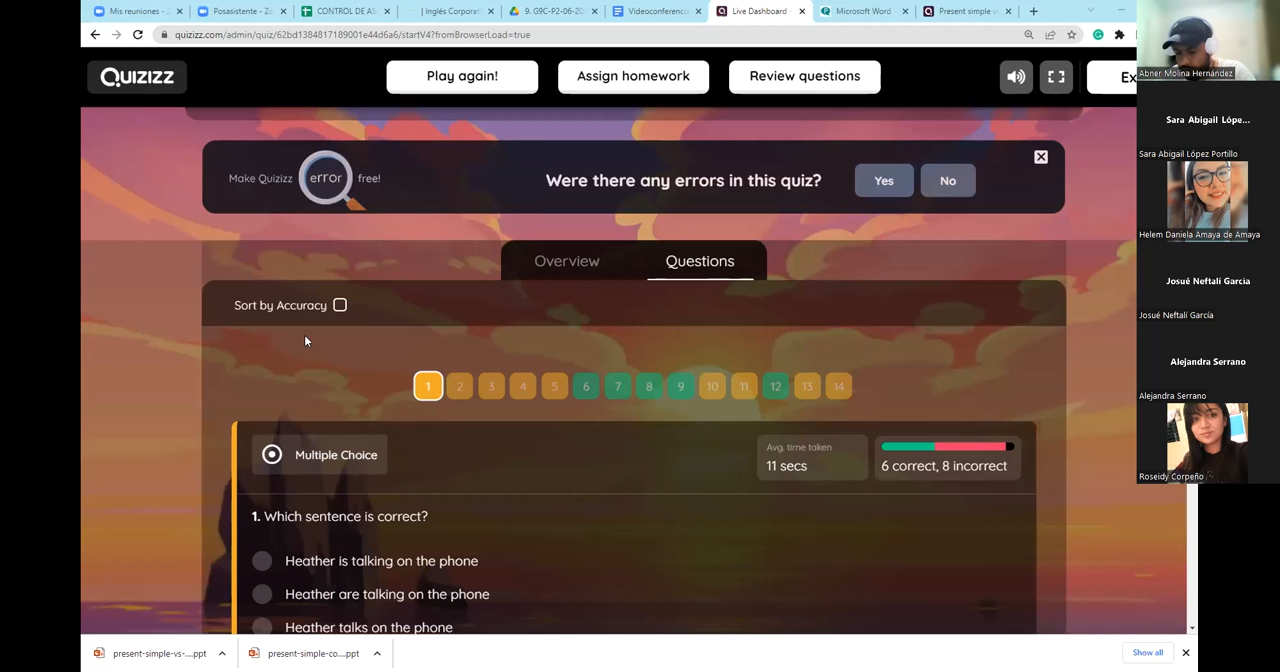 Mis reuniones - Z
Posasistente - Zo
CONTROL DE AS
Inglés Corporat
9. G9C-P2-06-20
Videoconferencia
Live Dashboard -
Microsoft Word
Present simple v
quizizz.com/admin/quiz/62bd1384817189001e44d6a6/startV4?fromBrowserLoad=true
Quizizz
Play again!
Assign homework
Review questions
Ex
Make Quizizz error free!
Were there any errors in this quiz?
Yes
No
Overview
Questions
Sort by Accuracy
1 2 3 4 5 6 7 8 9 10 11 12 13 14
Multiple Choice
Avg. time taken
11 secs
6 correct, 8 incorrect
1. Which sentence is correct?
Heather is talking on the phone
Heather are talking on the phone
Heather talks on the phone
present-simple-vs-....ppt
present-simple-co....ppt
Show all
Abner Molina Hernández
Sara Abigail Lópe...
Sara Abigail López Portillo
Helem Daniela Amaya de Amaya
Josué Neftalí García
Josué Neftalí García
Alejandra Serrano
Alejandra Serrano
Roseidy Corpeño